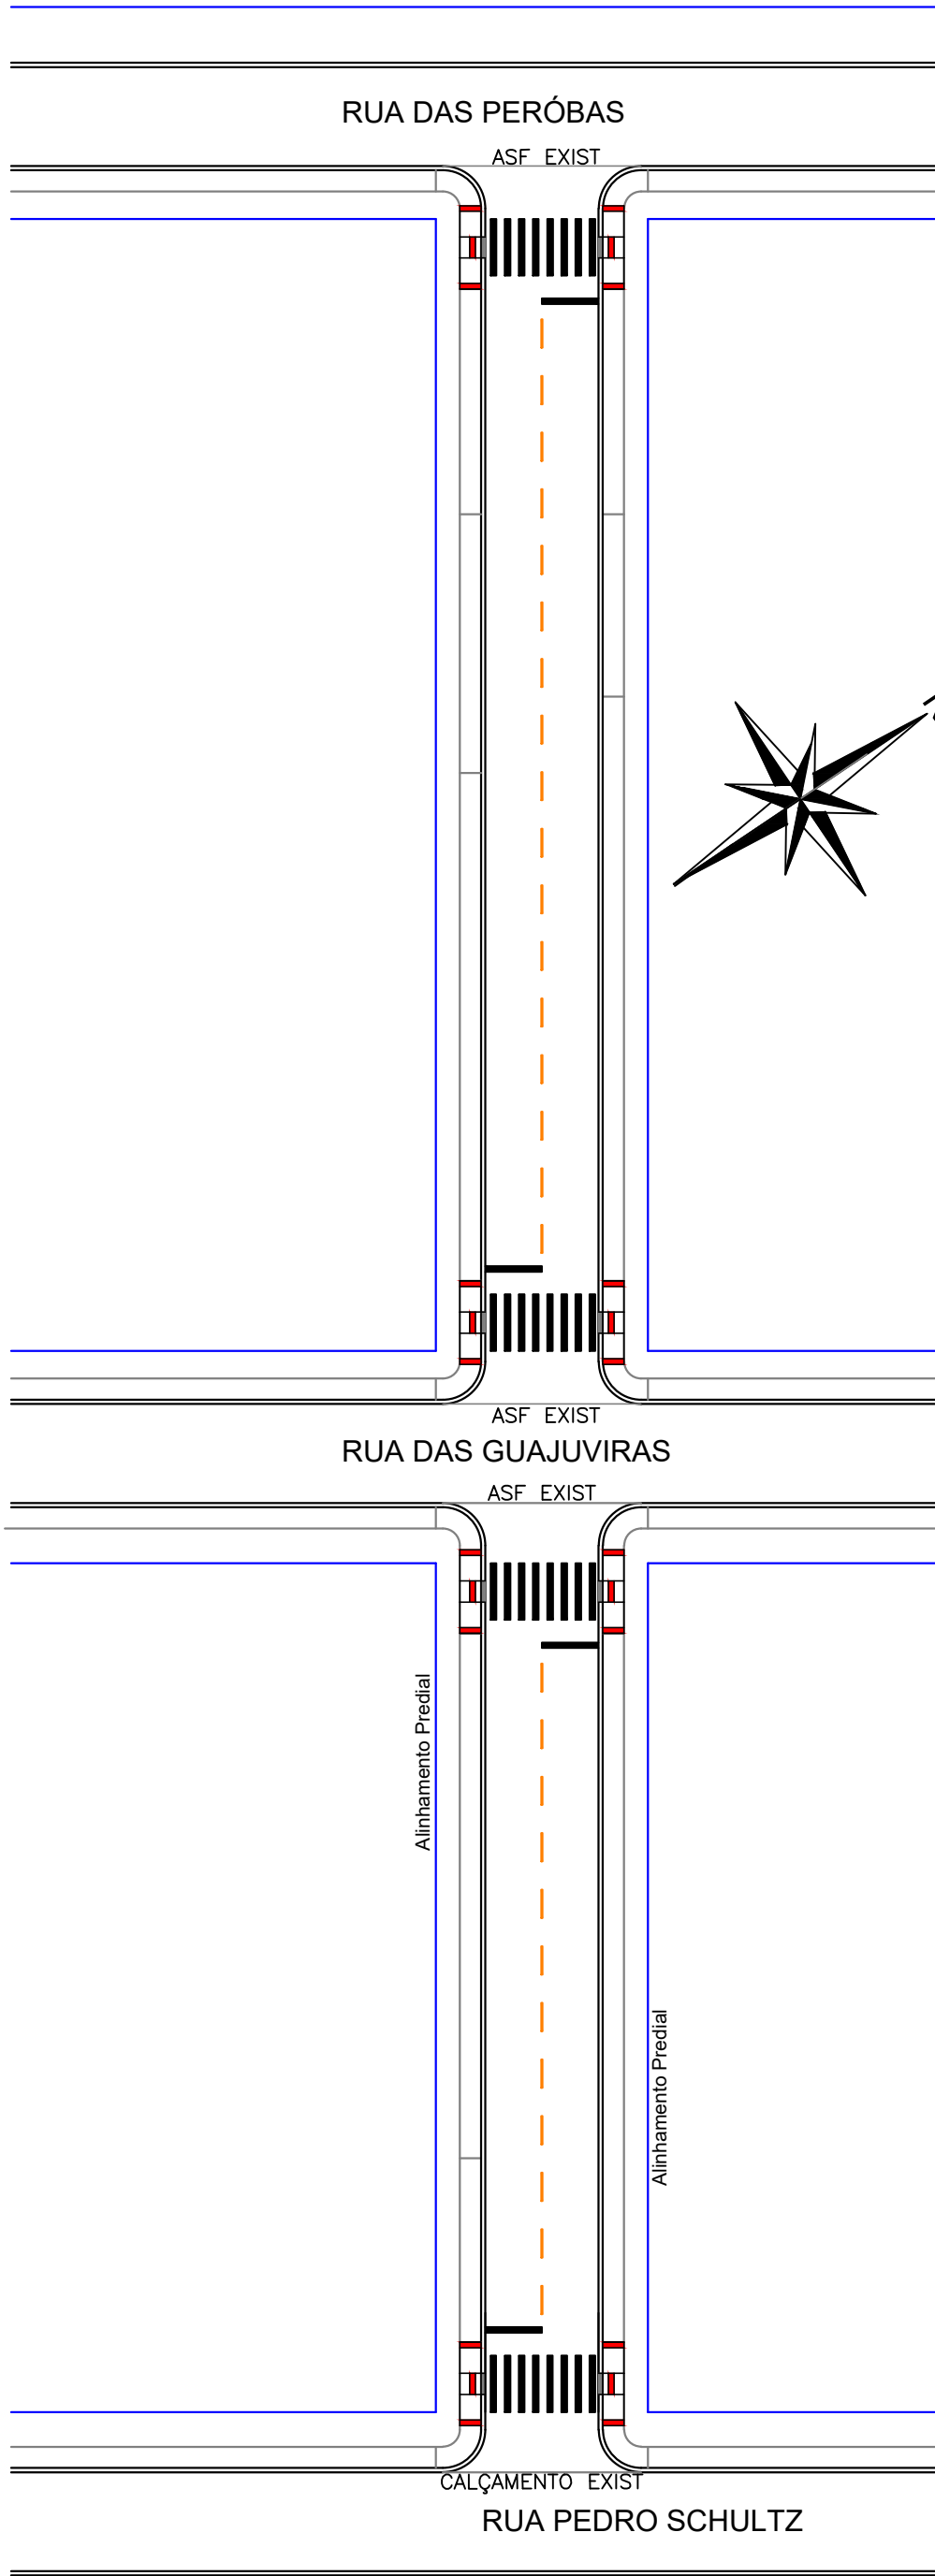 RUA DAS PERÓBAS
ASF EXIST
ASF EXIST
RUA DAS GUAJUVIRAS
ASF EXIST
Alinhamento Predial
Alinhamento Predial
CALÇAMENTO EXIST
RUA PEDRO SCHULTZ